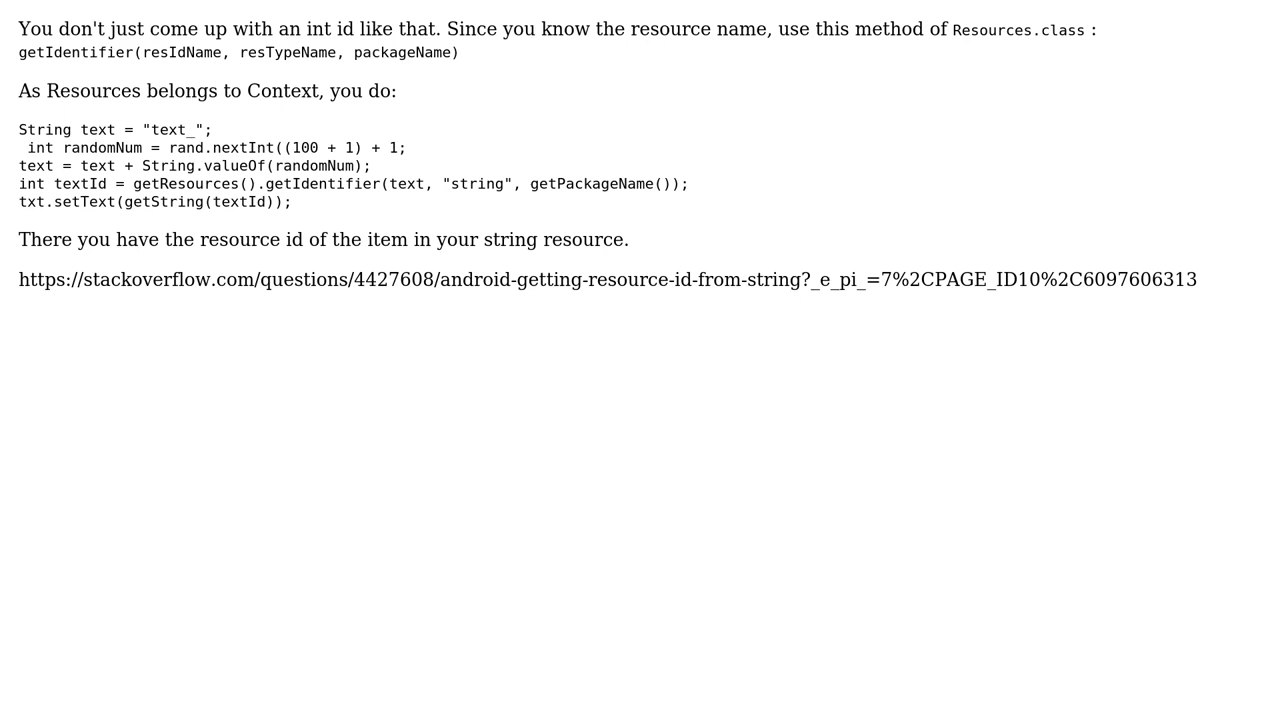 You don't just come up with an int id like that. Since you know the resource name, use this method of Resources.class :
getIdentifier(resIdName, resTypeName, packageName)
As Resources belongs to Context, you do:
String text = "text_";
 int randomNum = rand.nextInt((100 + 1) + 1;
text = text + String.valueOf(randomNum);
int textId = getResources().getIdentifier(text, "string", getPackageName());
txt.setText(getString(textId));
There you have the resource id of the item in your string resource.
https://stackoverflow.com/questions/4427608/android-getting-resource-id-from-string?_e_pi_=7%2CPAGE_ID10%2C6097606313